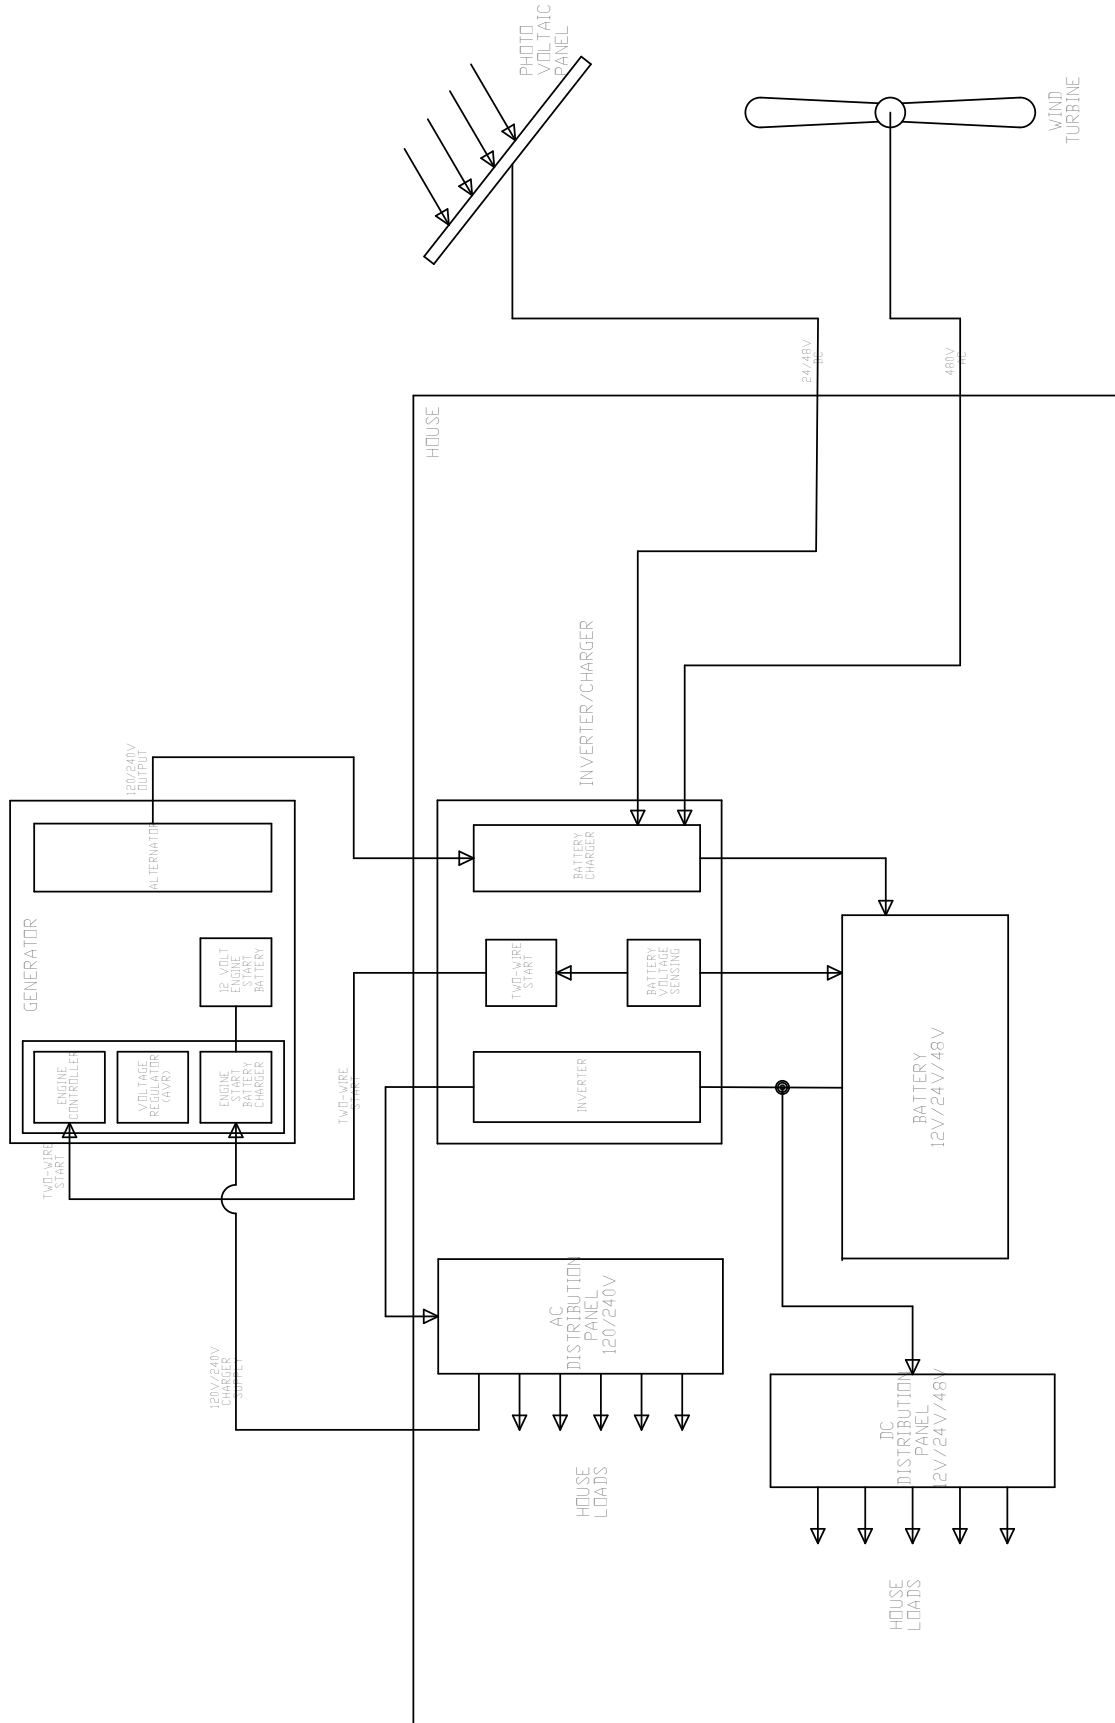 PHOTO
VOLTAIC
PANEL
WIND
TURBINE
24/48V
DC
480V
AC
HOUSE
INVERTER/CHARGER
120/240V
OUTPUT
ALTERNATOR
GENERATOR
12 VOLT
ENGINE
START
BATTERY
ENGINE
CONTROLLER
VOLTAGE
REGULATOR
(AVR)
ENGINE
START
BATTERY
CHARGER
TWO-WIRE
START
TWO-WIRE
START
BATTERY
CHARGER
TWO-WIRE
START
BATTERY
VOLTAGE
SENSING
INVERTER
BATTERY
12V/24V/48V
AC
DISTRIBUTION
PANEL
120/240V
120V/240V
CHARGER
SUPPLY
HOUSE
LOADS
DC
DISTRIBUTION
PANEL
12V/24V/48V
HOUSE
LOADS